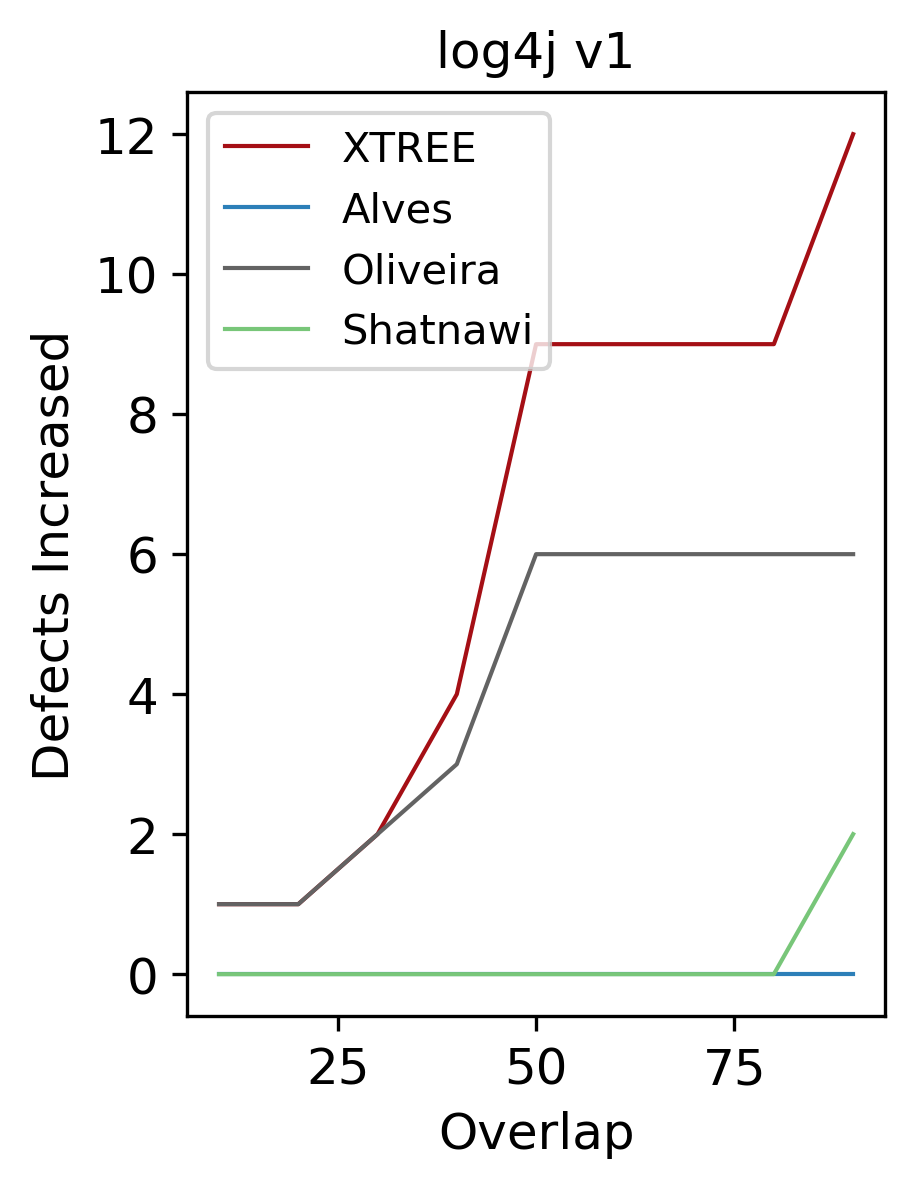 log4j v1
XTREE
Alves
Oliveira
Shatnawi
12
10
8
6
4
2
0
Defects Increased
25 50 75
Overlap